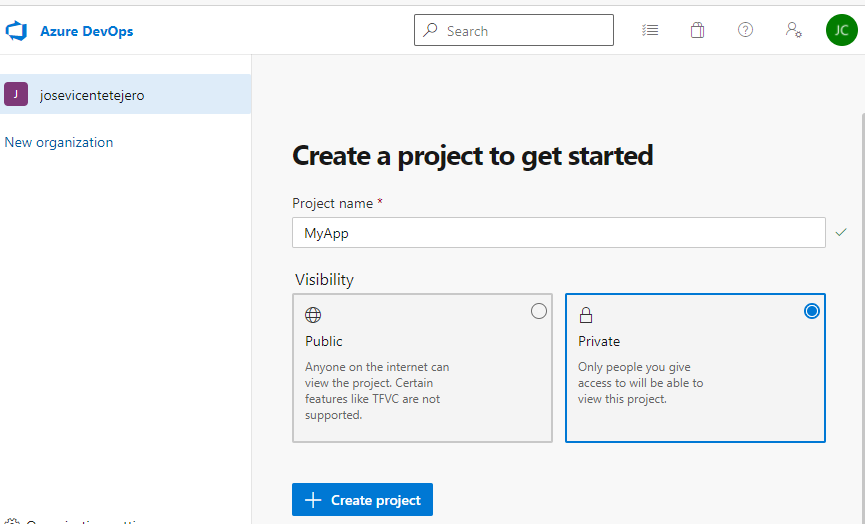 Azure DevOps
Search
JC
J
josevicentetejero
New organization
Create a project to get started
Project name *
MyApp
Visibility
Public
Anyone on the internet can
view the project. Certain
features like TFVC are not
supported.
Private
Only people you give
access to will be able to
view this project.
Create project